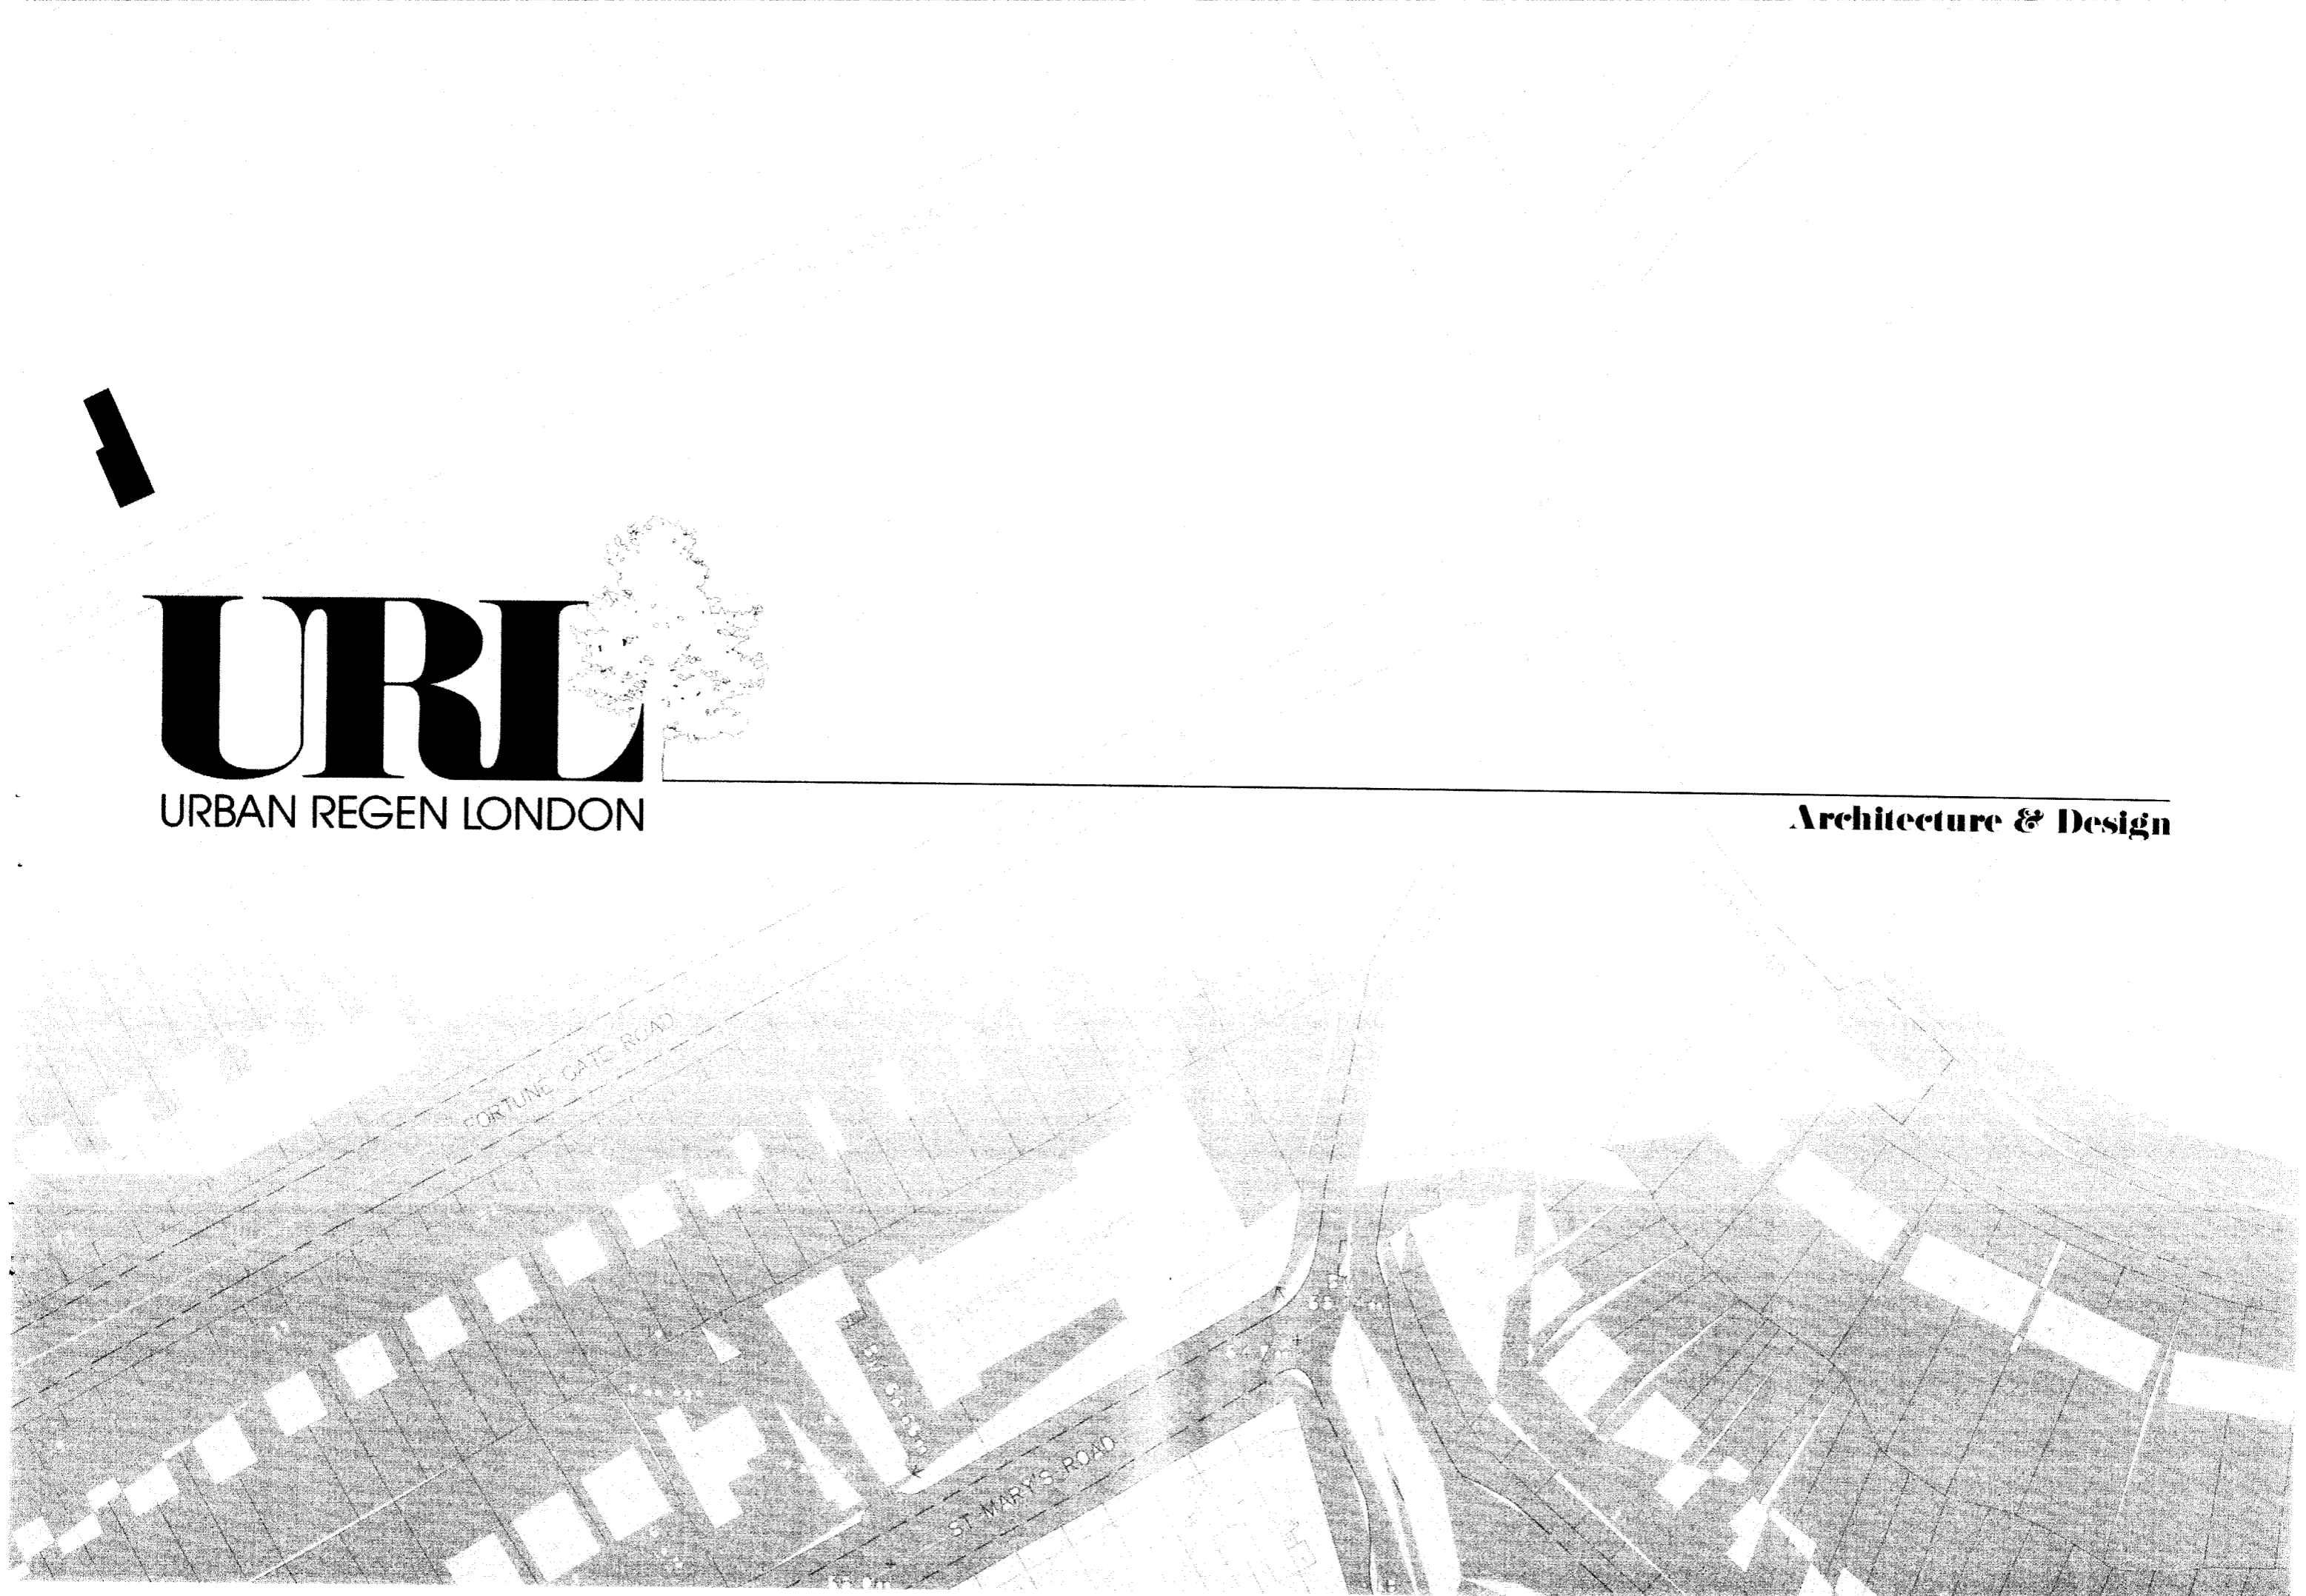 URL
URBAN REGEN LONDON
Architecture & Design
FORTUNE GATE ROAD
ST MARY'S ROAD